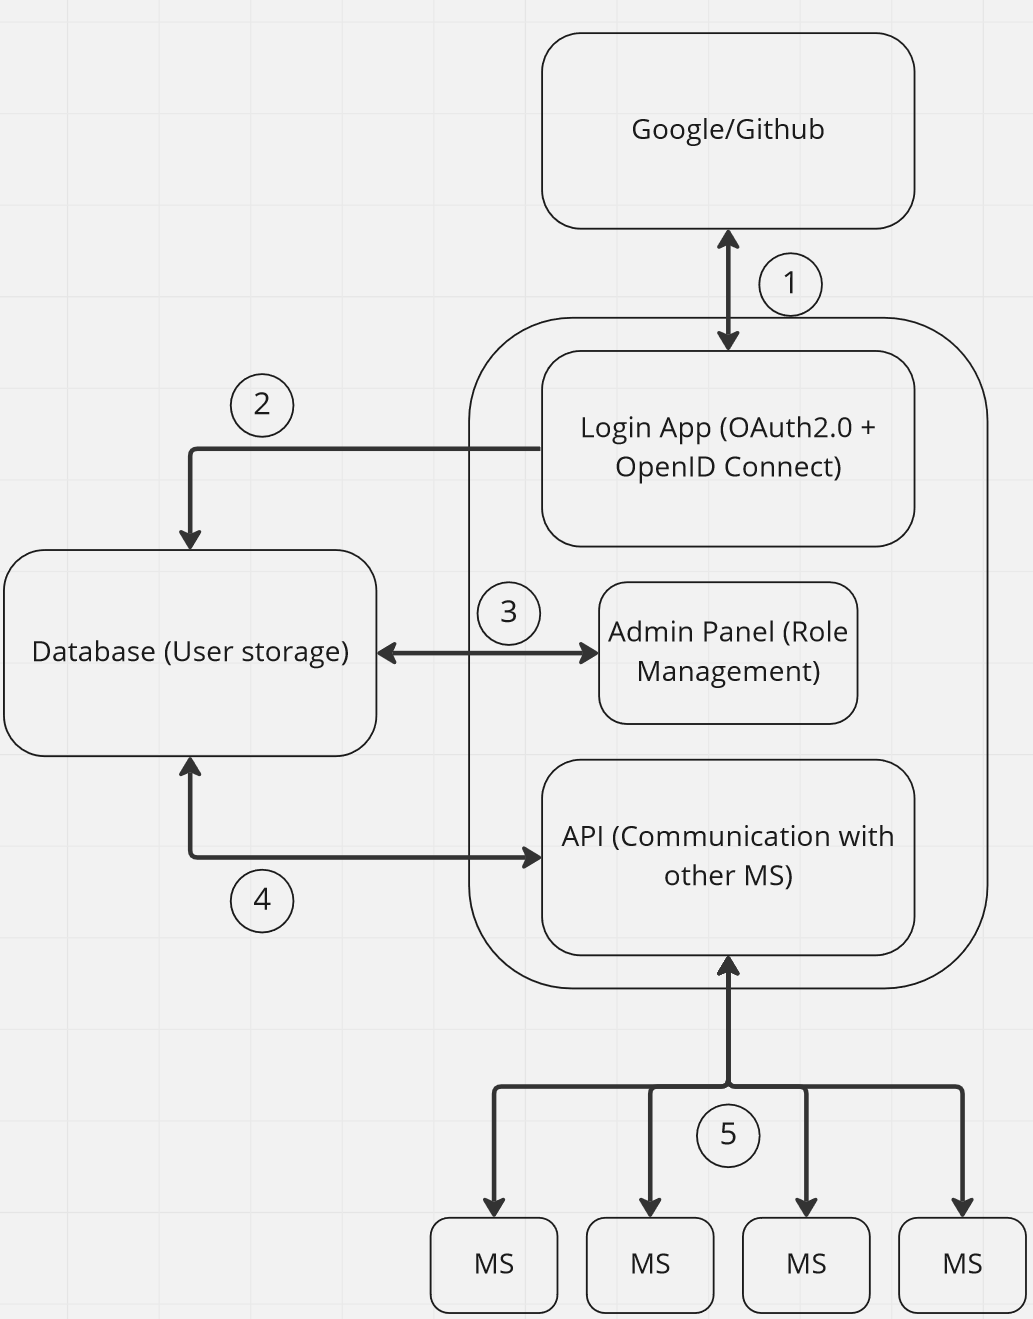 Google/Github
1
Login App (OAuth2.0 +
OpenID Connect)
2
3
Admin Panel (Role
Management)
Database (User storage)
API (Communication with
other MS)
4
5
MS
MS
MS
MS